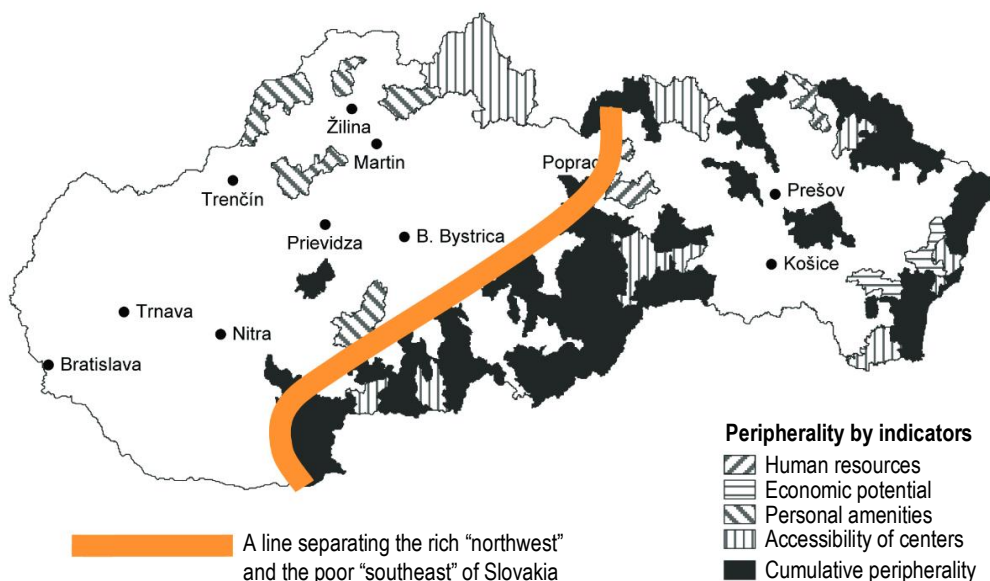 Žilina
Martin
Poprad
Trenčín
Prešov
Prievidza
B. Bystrica
Košice
Trnava
Nitra
Bratislava
Peripherality by indicators
Human resources
Economic potential
Personal amenities
Accessibility of centers
Cumulative peripherality
A line separating the rich “northwest”
and the poor “southeast” of Slovakia